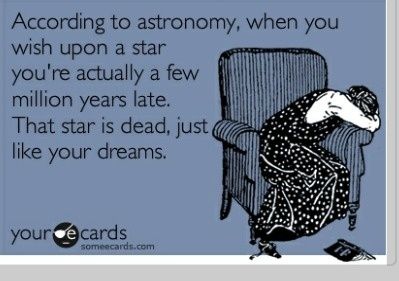 According to astronomy, when you
wish upon a star
you're actually a few
million years late.
That star is dead, just
like your dreams.
your e cards
someecards.com